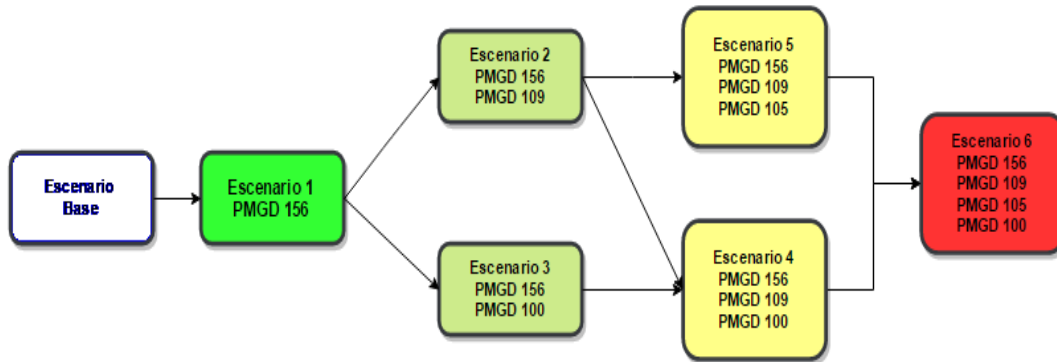 Escenario
Base
Escenario 1
PMGD 156
Escenario 2
PMGD 156
PMGD 109
Escenario 3
PMGD 156
PMGD 100
Escenario 5
PMGD 156
PMGD 109
PMGD 105
Escenario 4
PMGD 156
PMGD 109
PMGD 100
Escenario 6
PMGD 156
PMGD 109
PMGD 105
PMGD 100